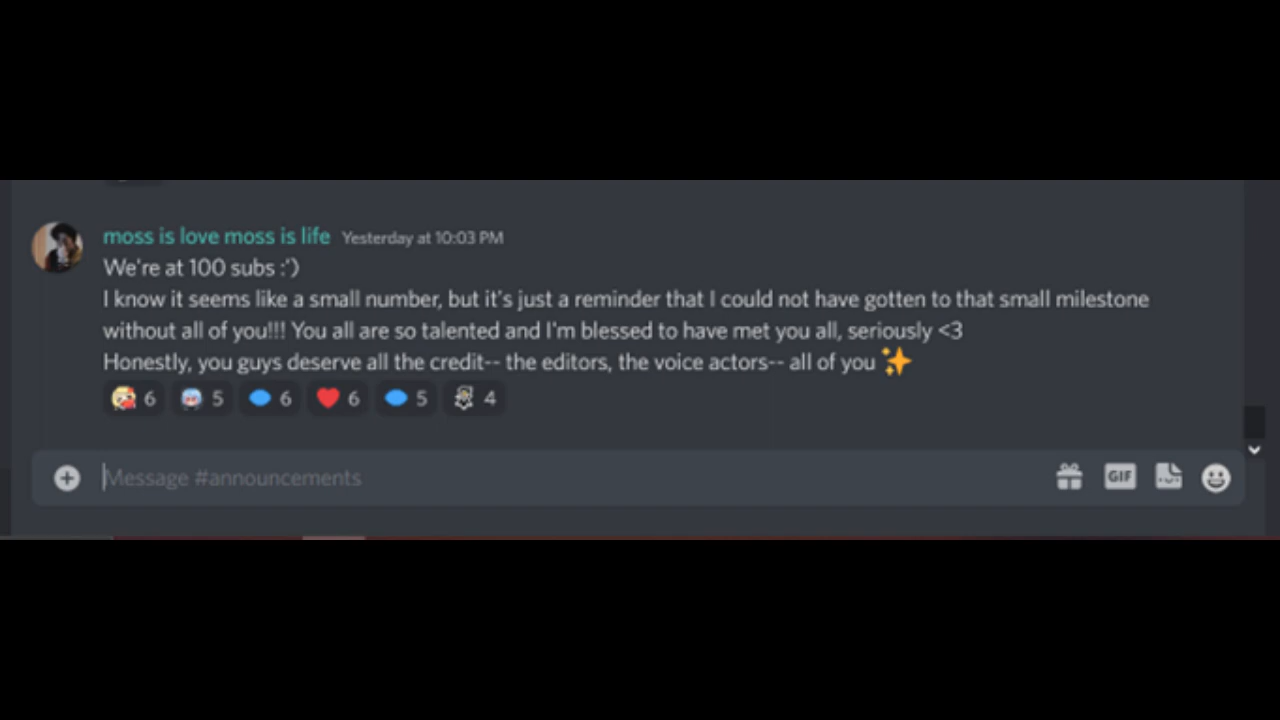 moss is love moss is life Yesterday at 10:03 PM
We're at 100 subs :')
I know it seems like a small number, but it's just a reminder that I could not have gotten to that small milestone
without all of you!!! You all are so talented and I'm blessed to have met you all, seriously <3
Honestly, you guys deserve all the credit-- the editors, the voice actors-- all of you ✨
6 5 6 6 5 4
Message #announcements GIF